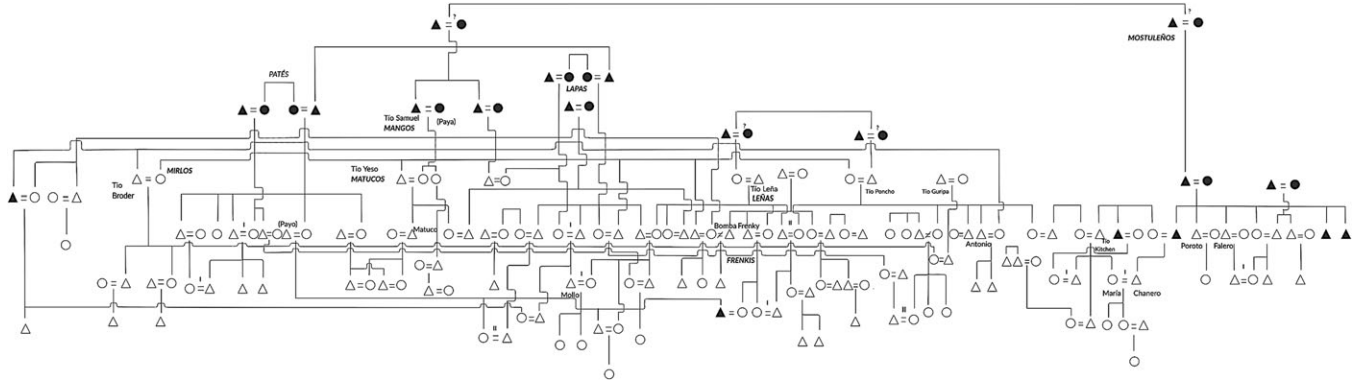 ?
?
MOSTULEÑOS
PATÉS
LAPAS
Tío Samuel
MANGOS
(Paya)
?
?
Tío
Broder
MIRLOS
Tío Yeso
MATUCOS
Tío Leña
LEÑAS
Tío Poncho
Tío Guripa
(Payo)
Matuco
Bomba
Frenky
FRENKIS
Antonio
Tío
Kitchen
Poroto
Falero
Mollo
María
Chanero